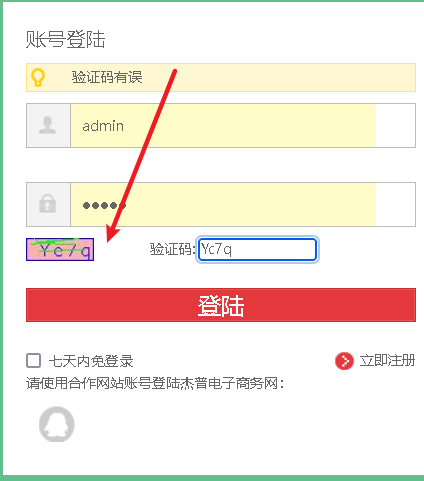 账号登陆
验证码有误
admin
●●●●●
Yc7q
验证码: Yc7q
登陆
七天内免登录
立即注册
请使用合作网站账号登陆杰普电子商务网：